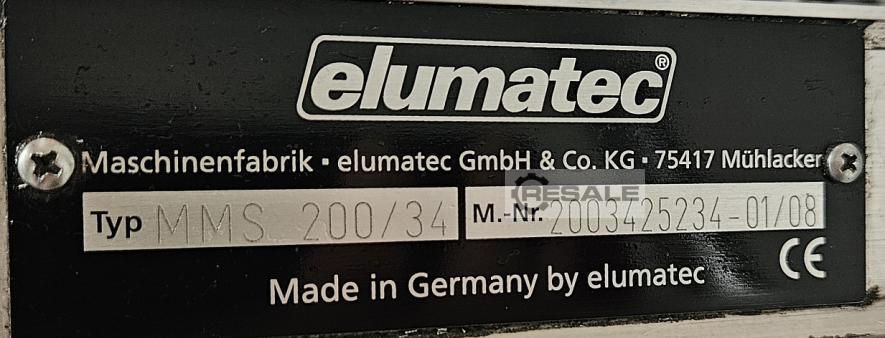 elumatec®
Maschinenfabrik • elumatec GmbH & Co. KG • 75417 Mühlacker
RESALE
Typ MMS 200/34 M.-Nr. 2003425234-01/08
CE
Made in Germany by elumatec